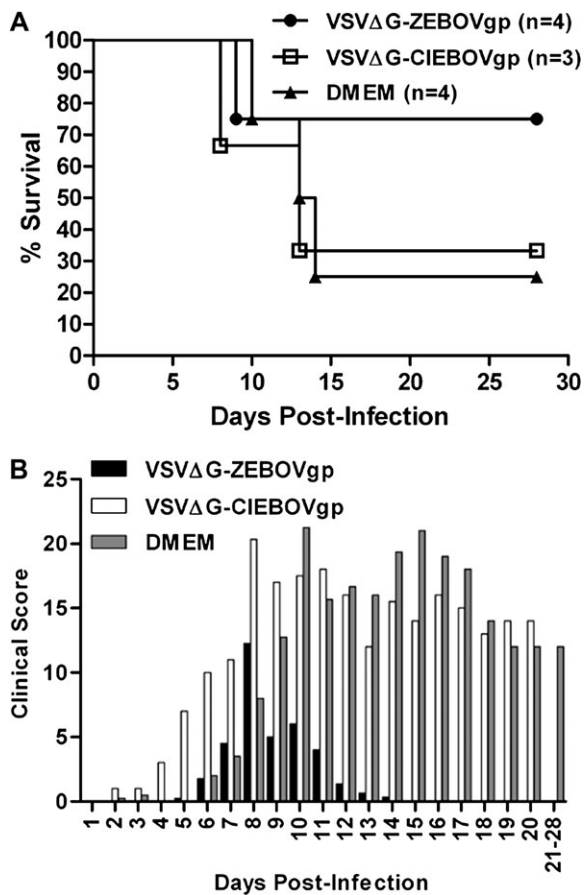 A
VSVΔG-ZEBOVgp (n=4)
VSVΔG-CIEBOVgp (n=3)
DMEM (n=4)
100
90
80
70
60
50
40
30
20
10
0
% Survival
0 5 10 15 20 25 30
Days Post-Infection
B
VSVΔG-ZEBOVgp
VSVΔG-CIEBOVgp
DMEM
25
20
15
10
5
0
Clinical Score
1 2 3 4 5 6 7 8 9 10 11 12 13 14 15 16 17 18 19 20 21-28
Days Post-Infection